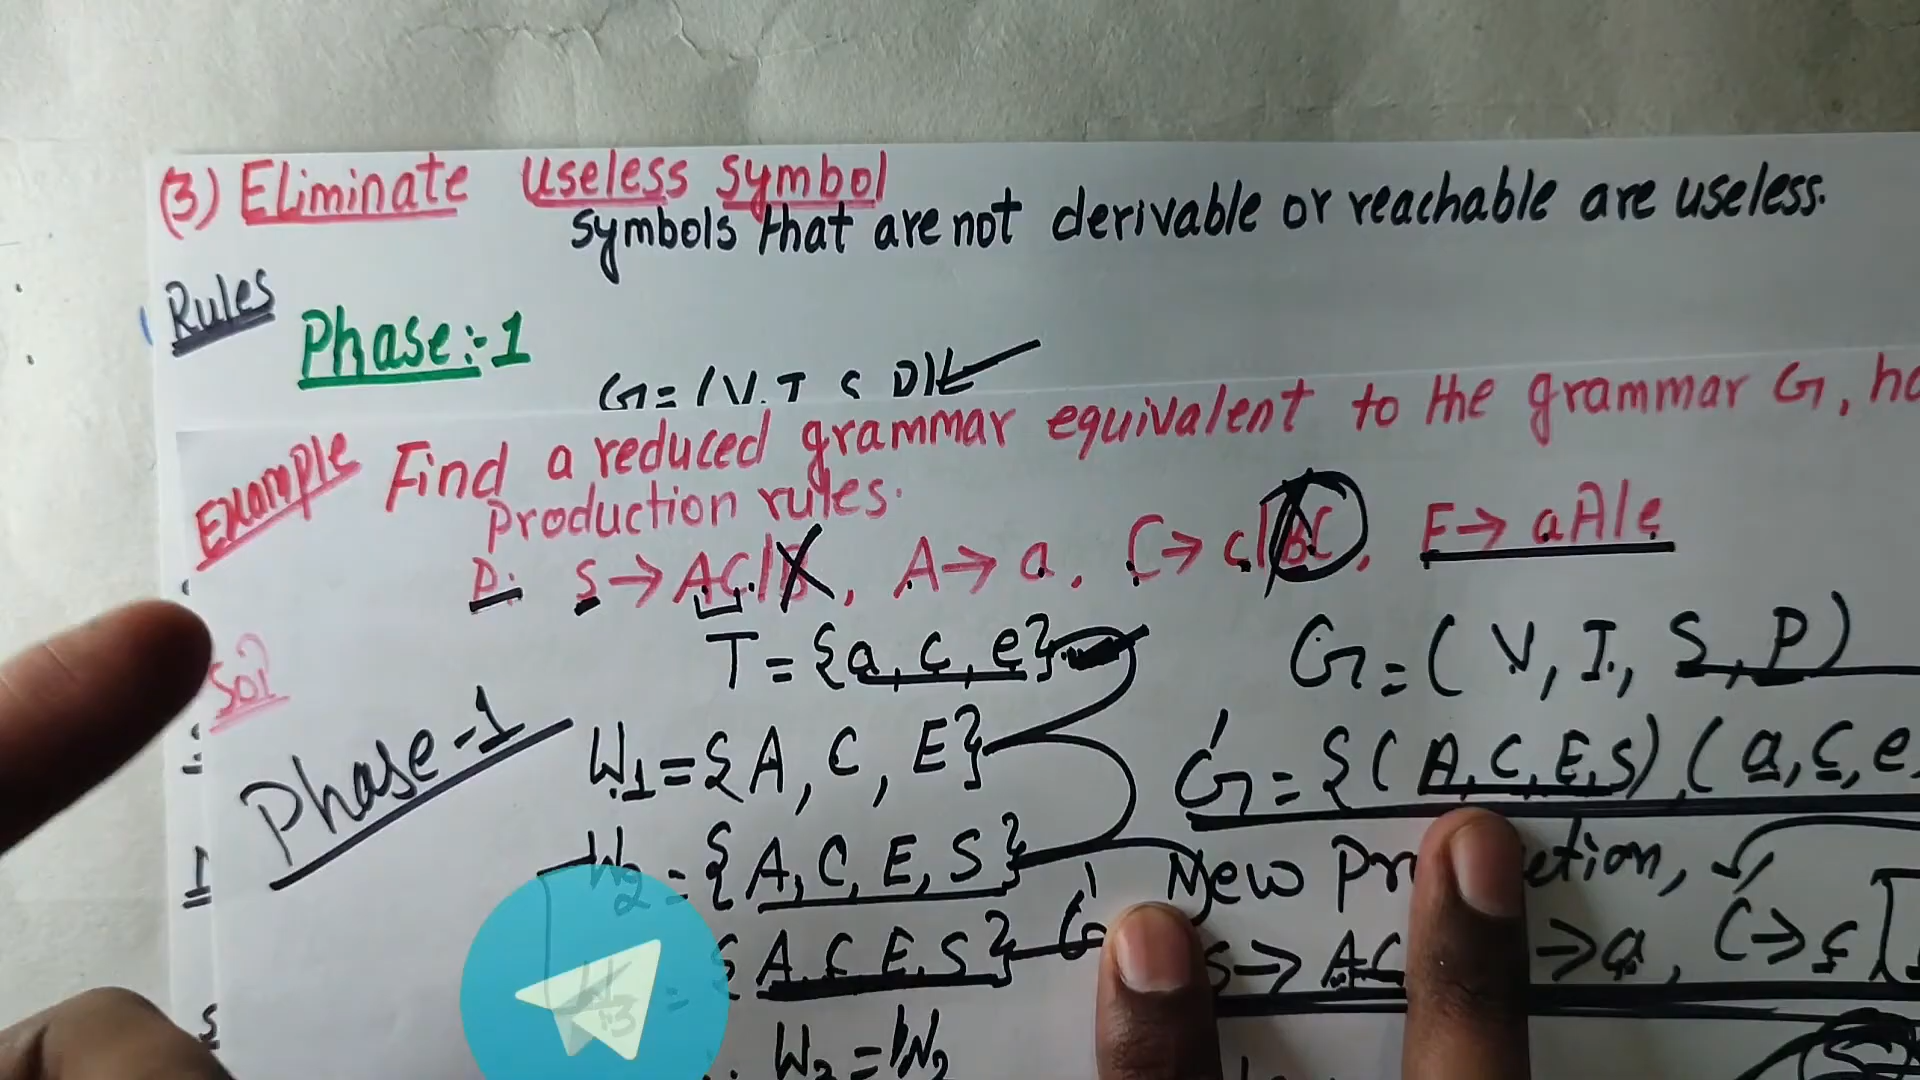 (3) Eliminate useless symbol
symbols that are not derivable or reachable are useless.
Rules
Phase:-1
G=(V,T,S,P)
Example Find a reduced grammar equivalent to the grammar G, ha
Production rules.
P: S→AC|B, A→a, C→c|BC, E→aA|e
Sol
T={a,c,e}
G=(V,T,S,P)
Phase-1
W1={A,C,E}
G'={(A,C,E,S)(a,c,e
W2={A,C,E,S}
New
{A,C,E,S} G'
S→AC →a, C→c
W3=W2